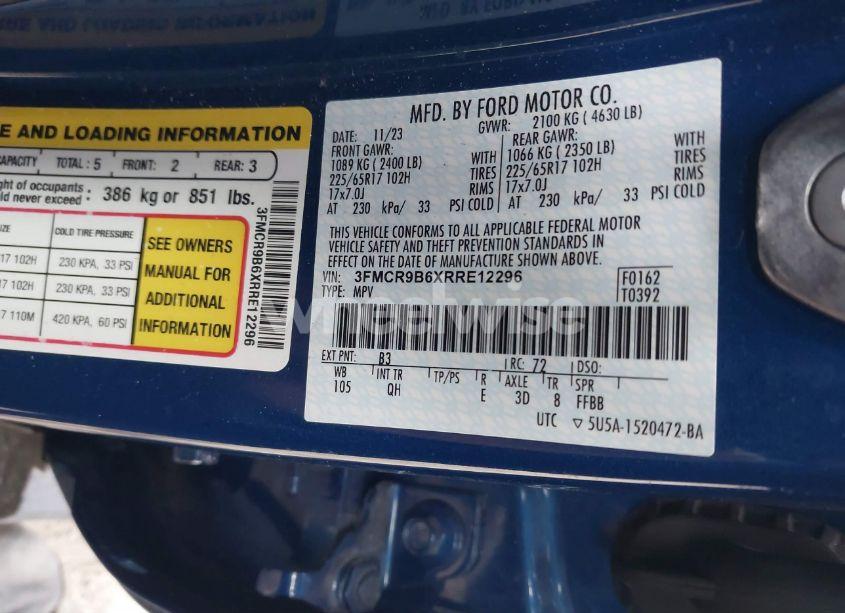 E AND LOADING INFORMATION
CAPACITY TOTAL: 5 FRONT: 2 REAR: 3
ght of occupants : 386 kg or 851 lbs.
ld never exceed
ZE COLD TIRE PRESSURE
17 102H 230 KPA, 33 PSI
17 102H 230 KPA, 33 PSI
17 110M 420 KPA, 60 PSI
SEE OWNERS
MANUAL FOR
ADDITIONAL
INFORMATION
3FMCR9B6XRRE12296
MFD. BY FORD MOTOR CO.
DATE: 11/23 GVWR: 2100 KG ( 4630 LB)
FRONT GAWR: REAR GAWR:
1089 KG ( 2400 LB) WITH 1066 KG ( 2350 LB) WITH
225/65R17 102H TIRES 225/65R17 102H TIRES
17x7.0J RIMS 17x7.0J RIMS
AT 230 kPa/ 33 PSI COLD AT 230 kPa/ 33 PSI COLD
THIS VEHICLE CONFORMS TO ALL APPLICABLE FEDERAL MOTOR
VEHICLE SAFETY AND THEFT PREVENTION STANDARDS IN
EFFECT ON THE DATE OF MANUFACTURE SHOWN ABOVE.
VIN: 3FMCR9B6XRRE12296 F0162
TYPE: MPV T0392
wheelwise
EXT PNT: B3 RC: 72 DSO:
WB INT TR TP/PS R AXLE TR SPR
105 QH E 3D 8 FFBB
UTC ▽ 5U5A-1520472-BA